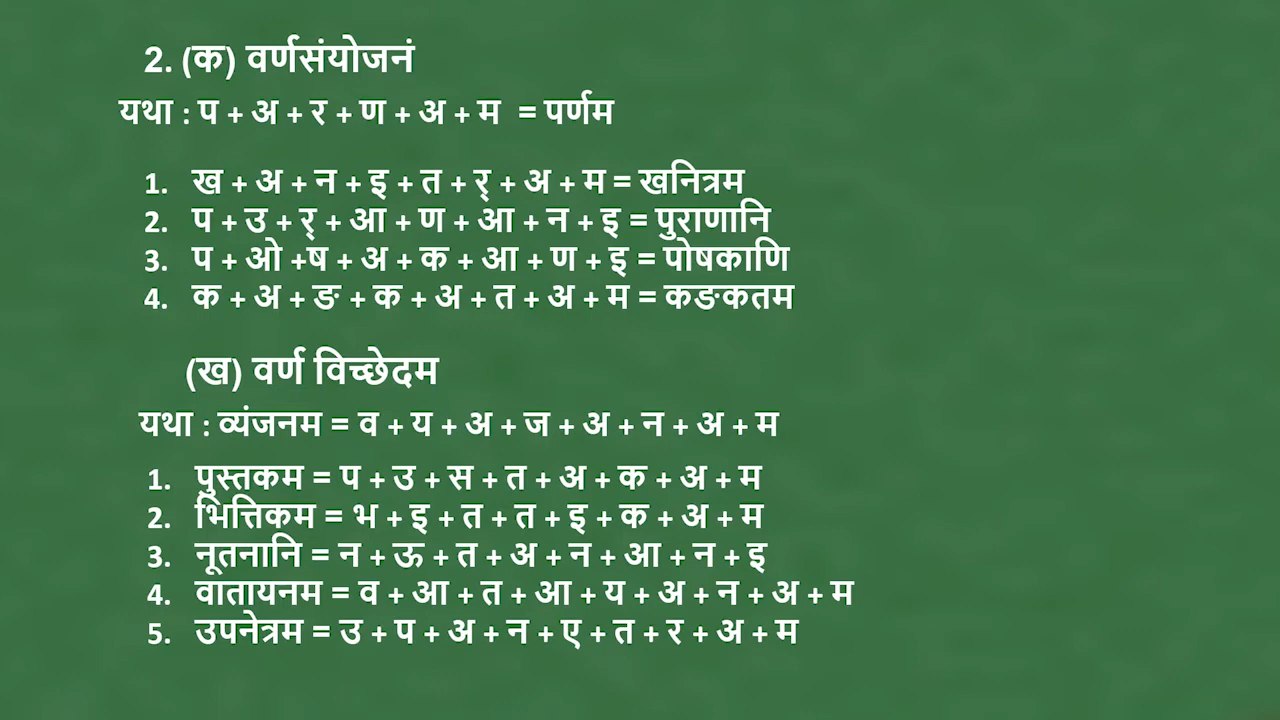 2. (क) वर्णसंयोजनं
यथा : प + अ + र + ण + अ + म = पर्णम
1. ख + अ + न + इ + त + र् + अ + म = खनित्रम
2. प + उ + र् + आ + ण + आ + न + इ = पुराणानि
3. प + ओ +ष + अ + क + आ + ण + इ = पोषकाणि
4. क + अ + ङ + क + अ + त + अ + म = कङकतम
(ख) वर्ण विच्छेदम
यथा : व्यंजनम = व + य + अ + ज + अ + न + अ + म
1. पुस्तकम = प + उ + स + त + अ + क + अ + म
2. भित्तिकम = भ + इ + त + त + इ + क + अ + म
3. नूतनानि = न + ऊ + त + अ + न + आ + न + इ
4. वातायनम = व + आ + त + आ + य + अ + न + अ + म
5. उपनेत्रम = उ + प + अ + न + ए + त + र + अ + म